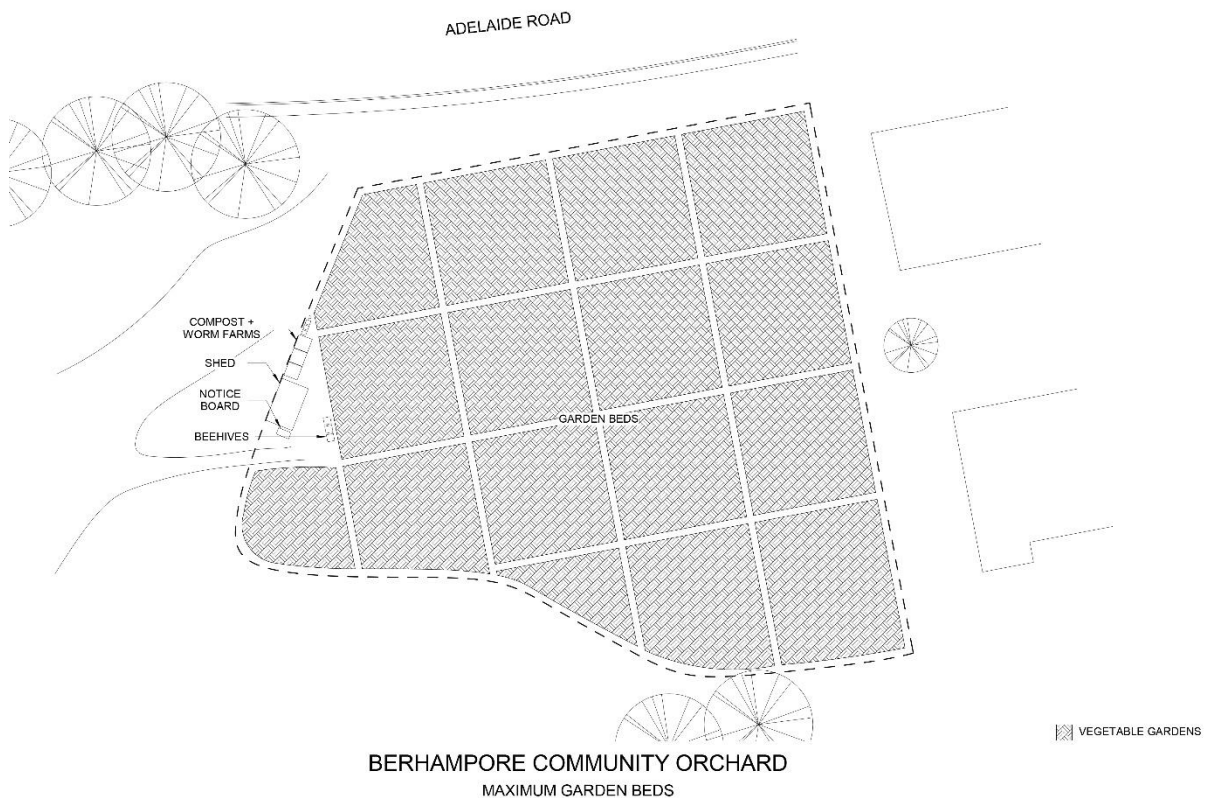 ADELAIDE ROAD
COMPOST +
WORM FARMS
SHED
NOTICE
BOARD
BEEHIVES
GARDEN BEDS
VEGETABLE GARDENS
BERHAMPORE COMMUNITY ORCHARD
MAXIMUM GARDEN BEDS